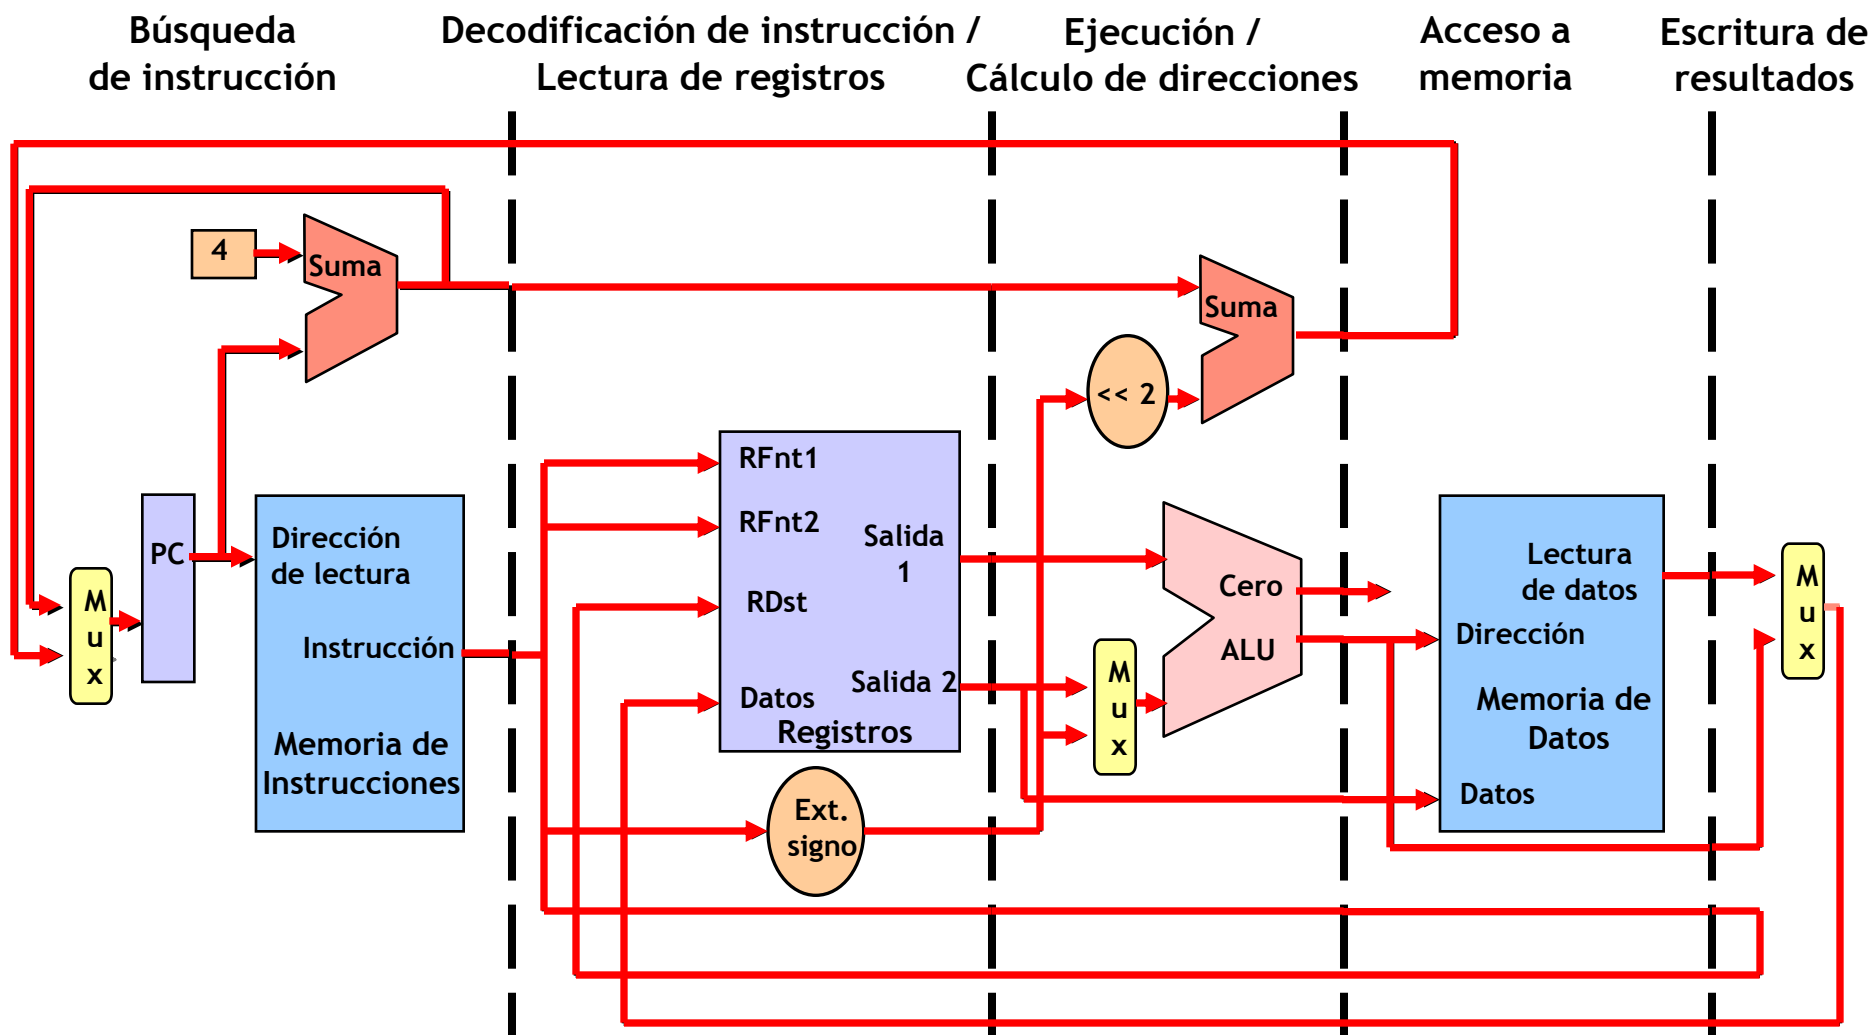 Búsqueda
de instrucción
Decodificación de instrucción /
Lectura de registros
Ejecución /
Cálculo de direcciones
Acceso a
memoria
Escritura de
resultados
4
Suma
Suma
<< 2
PC
M
u
x
Dirección
de lectura
Instrucción
Memoria de
Instrucciones
RFnt1
RFnt2
Salida
1
RDst
Salida 2
Datos
Registros
Ext.
signo
M
u
x
Cero
ALU
Lectura
de datos
Dirección
Memoria de
Datos
Datos
M
u
x